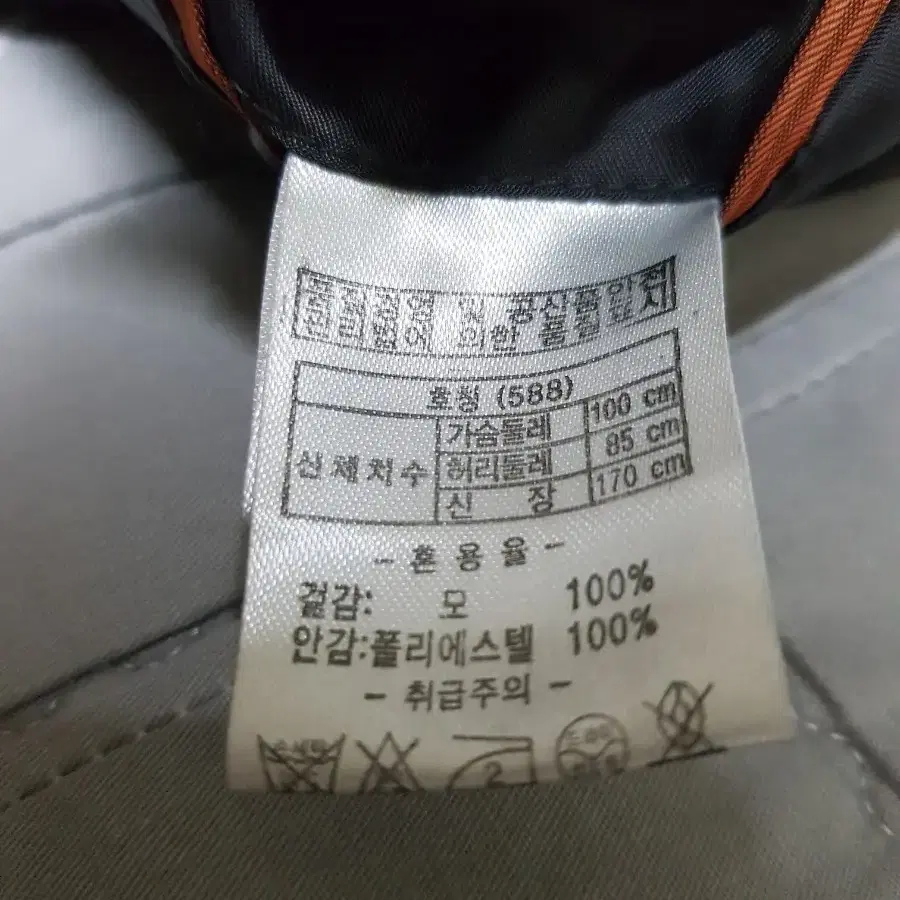 품질경영 및 공산품안전
관리법에 의한 품질표시
호칭 (588)
신체치수
가슴둘레 100 cm
허리둘레 85 cm
신 장 170 cm
- 혼 용 율 -
겉감: 모 100%
안감:폴리에스텔 100%
- 취급주의 -
2